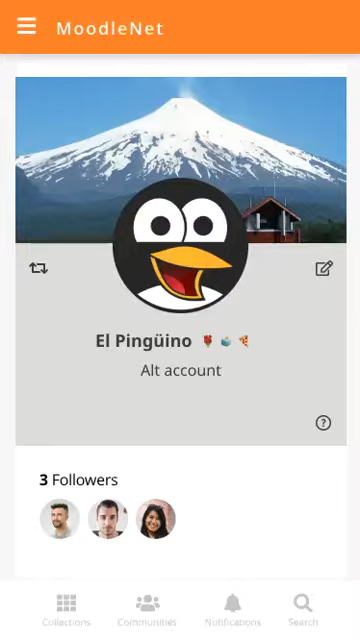 MoodleNet
El Pingüino
Alt account
3 Followers
Collections
Communities
Notifications
Search